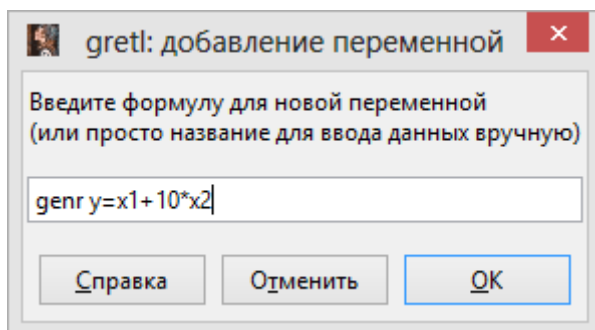 gretl: добавление переменной
Введите формулу для новой переменной
(или просто название для ввода данных вручную)
genr y=x1+10*x2
Справка Отменить OK